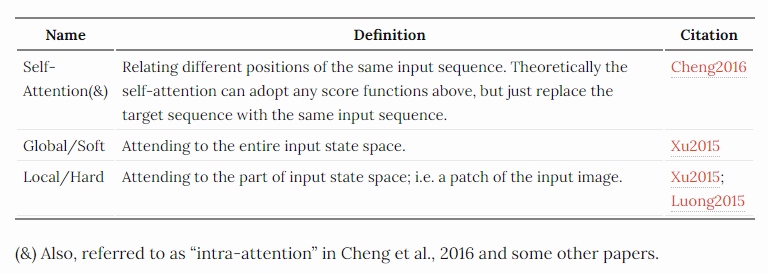 Name Definition Citation
Self- Relating different positions of the same input sequence. Theoretically the Cheng2016
Attention(&) self-attention can adopt any score functions above, but just replace the
target sequence with the same input sequence.
Global/Soft Attending to the entire input state space. Xu2015
Local/Hard Attending to the part of input state space; i.e. a patch of the input image. Xu2015;
Luong2015
(&) Also, referred to as “intra-attention” in Cheng et al., 2016 and some other papers.